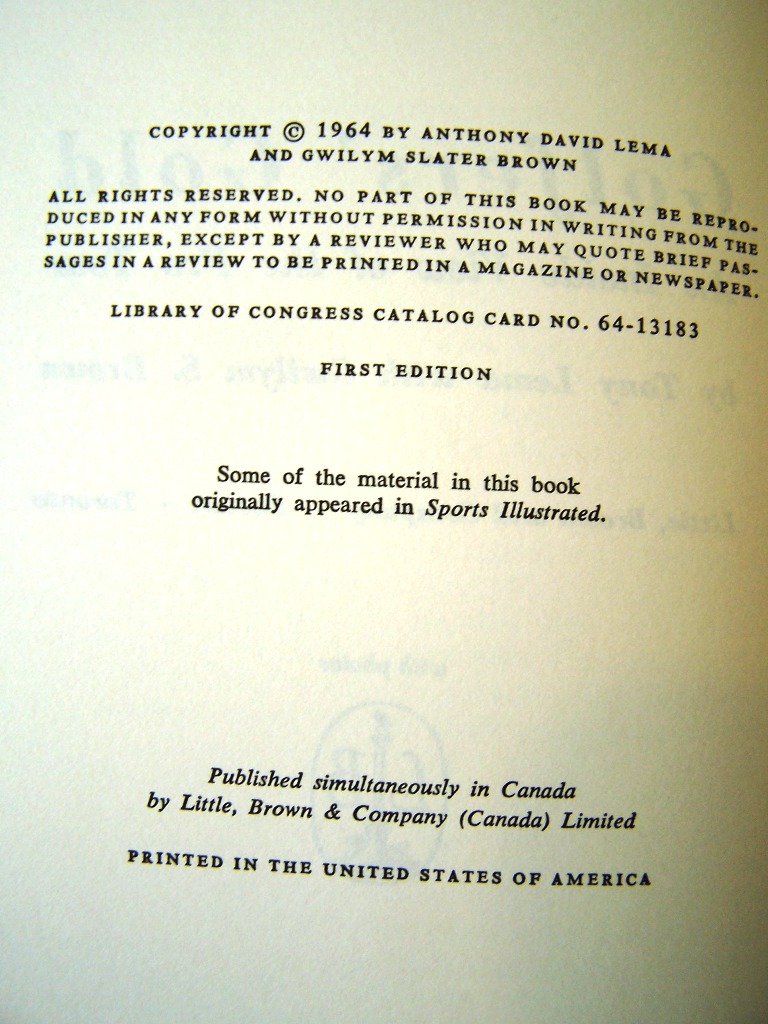 COPYRIGHT © 1964 BY ANTHONY DAVID LEMA
AND GWILYM SLATER BROWN
ALL RIGHTS RESERVED. NO PART OF THIS BOOK MAY BE REPRO-
DUCED IN ANY FORM WITHOUT PERMISSION IN WRITING FROM THE
PUBLISHER, EXCEPT BY A REVIEWER WHO MAY QUOTE BRIEF PAS-
SAGES IN A REVIEW TO BE PRINTED IN A MAGAZINE OR NEWSPAPER.
LIBRARY OF CONGRESS CATALOG CARD NO. 64-13183
FIRST EDITION
Some of the material in this book
originally appeared in Sports Illustrated.
Published simultaneously in Canada
by Little, Brown & Company (Canada) Limited
PRINTED IN THE UNITED STATES OF AMERICA